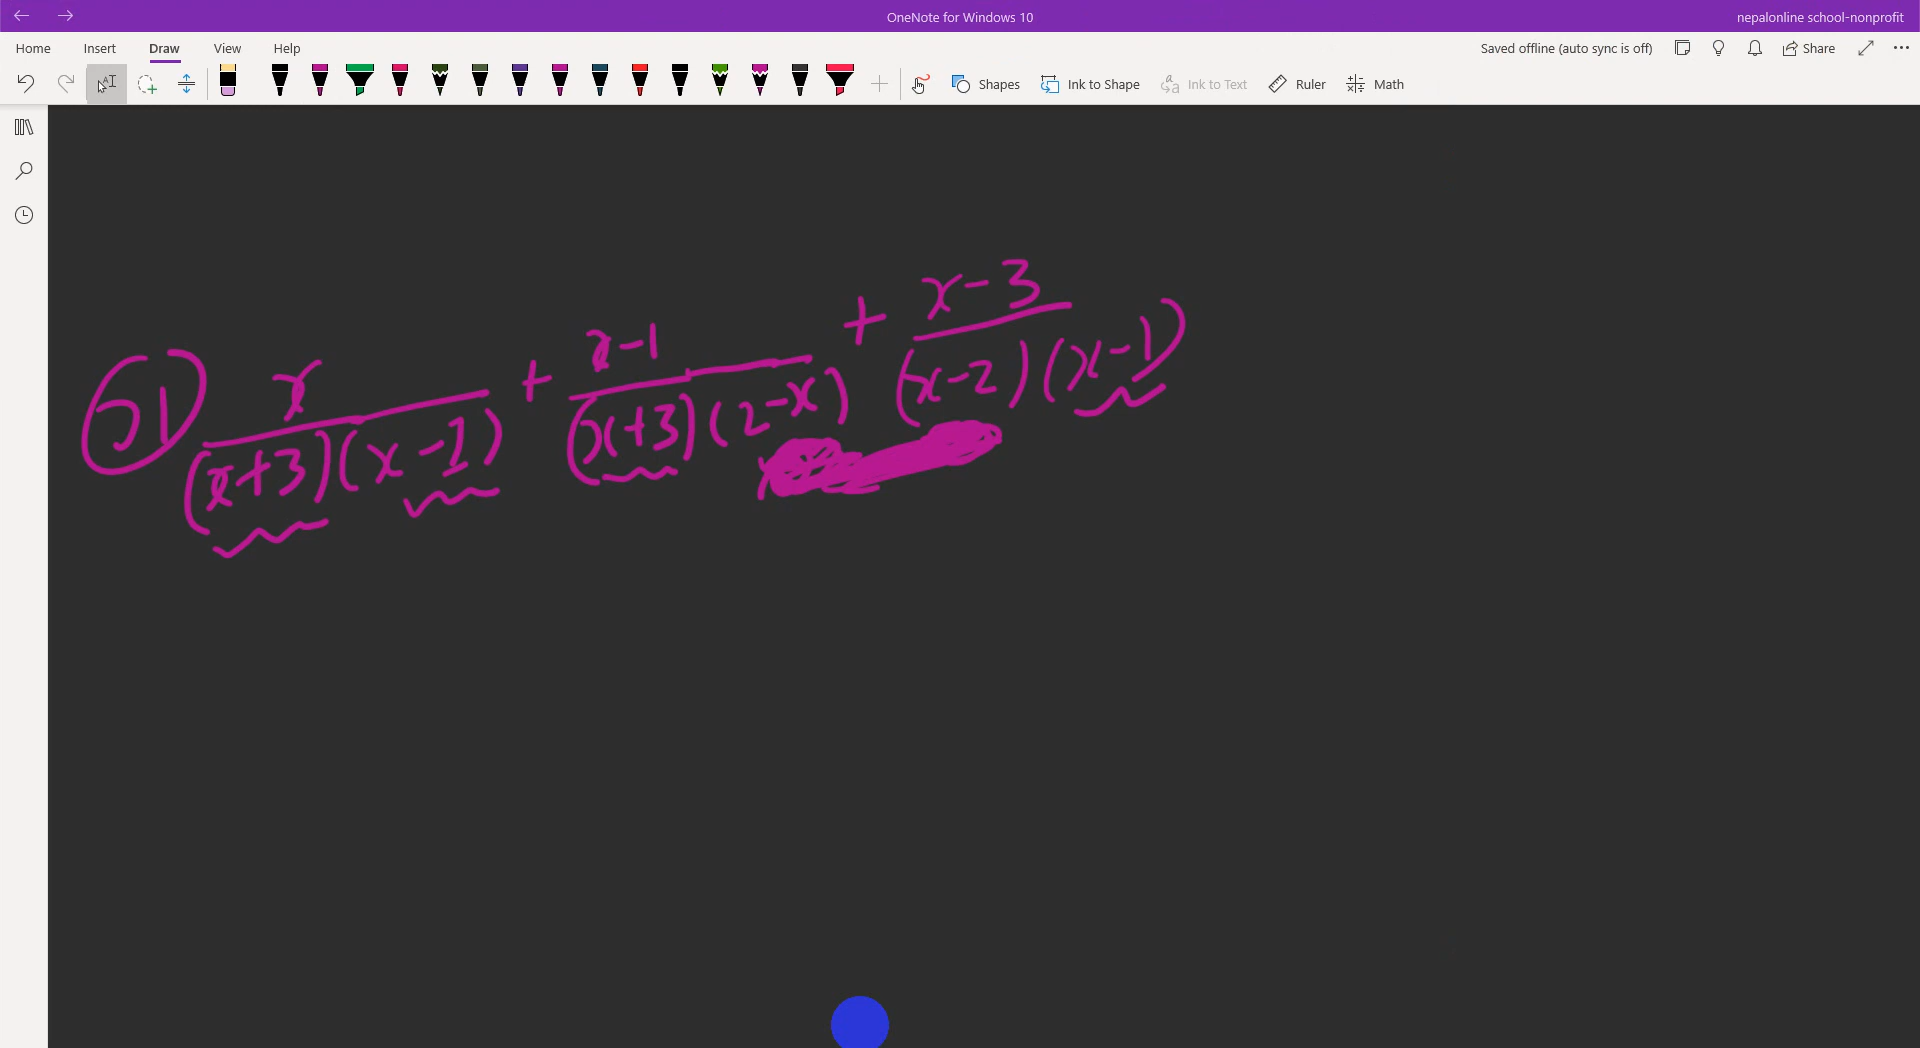 OneNote for Windows 10
nepalonline school-nonprofit
Home Insert Draw View Help
Saved offline (auto sync is off) Share
Shapes Ink to Shape Ink to Text Ruler Math
x/((x+3)(x-1)) + (x-1)/((x+3)(2-x)) + (x-3)/((x-2)(x-1))